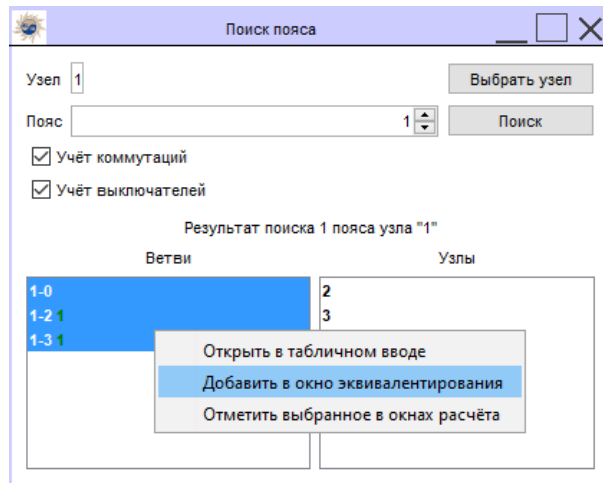 Поиск пояса
Узел 1 Выбрать узел
Пояс 1 Поиск
Учёт коммутаций
Учёт выключателей
Результат поиска 1 пояса узла "1"
Ветви Узлы
1-0 2
1-2 1 3
1-3 1
Открыть в табличном вводе
Добавить в окно эквивалентирования
Отметить выбранное в окнах расчёта